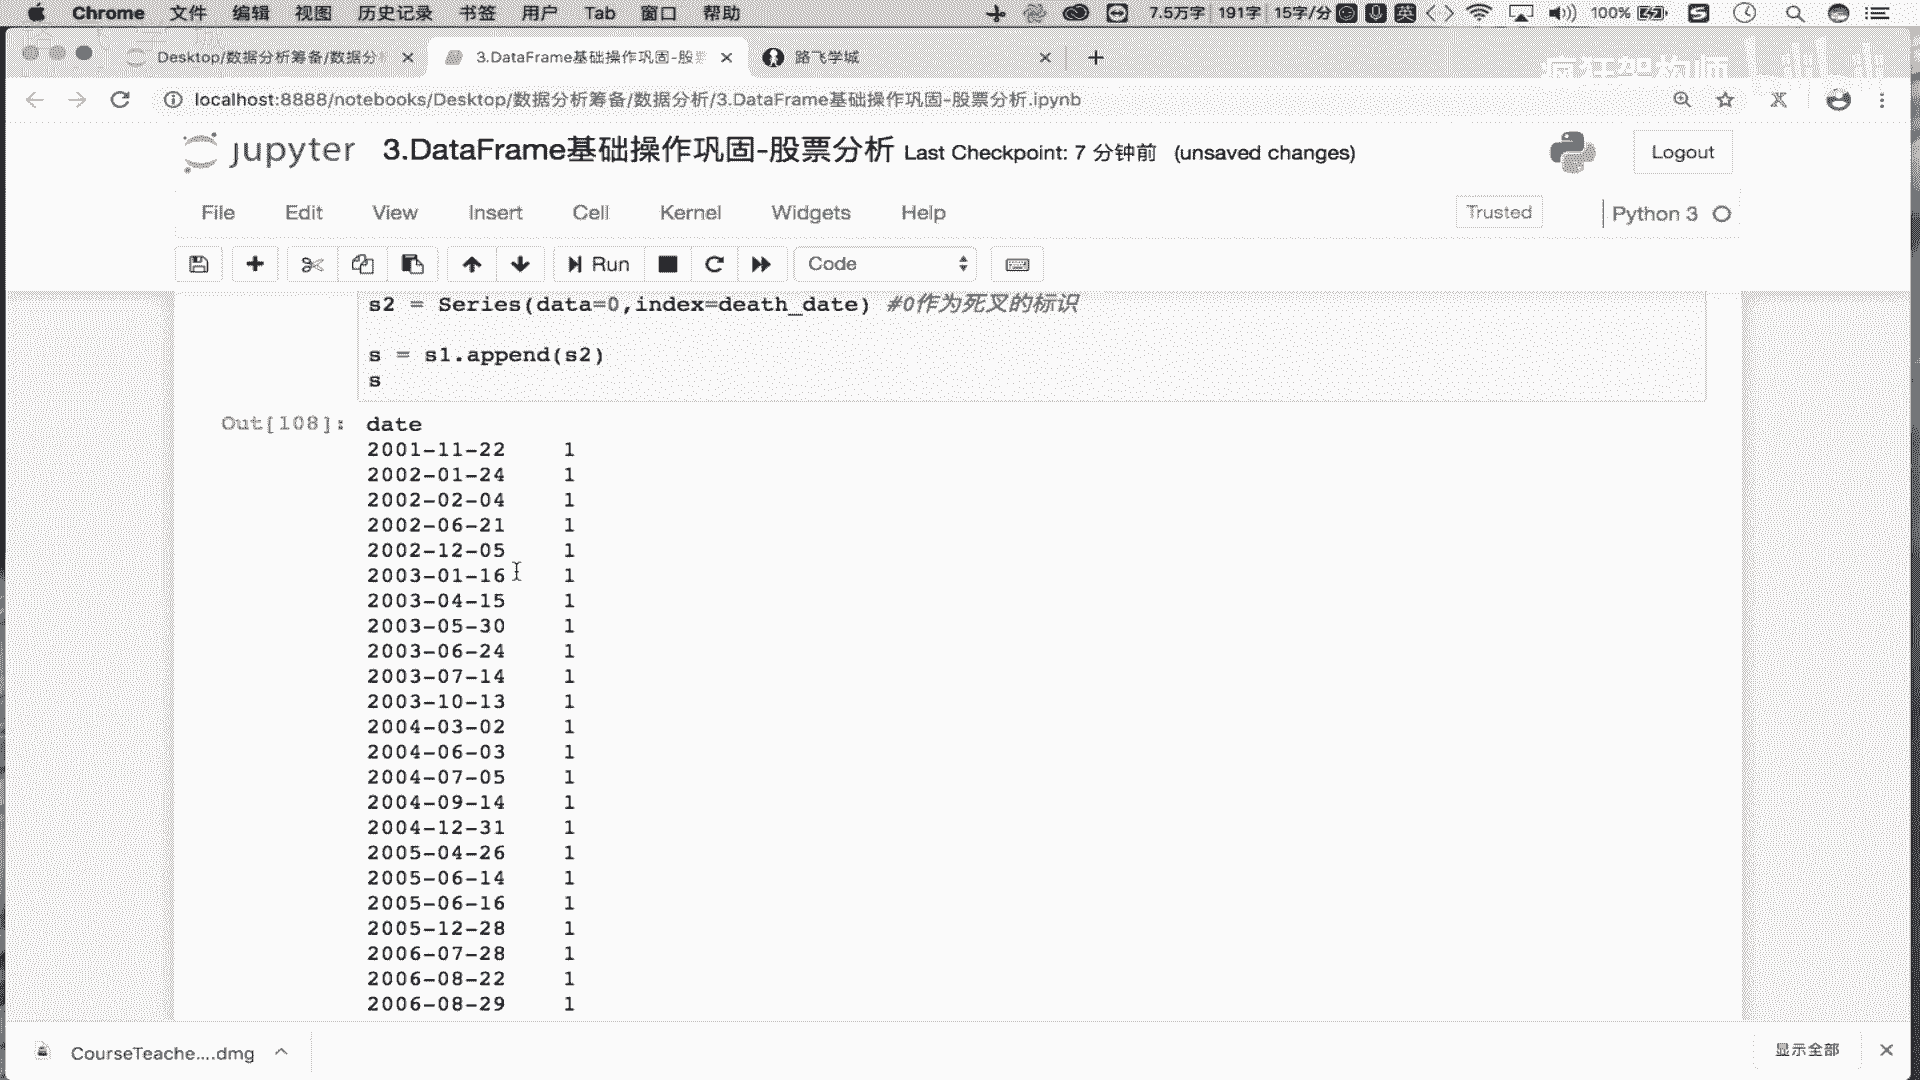 Chrome 文件 编辑 视图 历史记录 书签 用户 Tab 窗口 帮助 7.5万字 191字 15字/分 英 100%
Desktop/数据分析筹备/数据分 3.DataFrame基础操作巩固-股 路飞学城
疯狂架构师
localhost:8888/notebooks/Desktop/数据分析筹备/数据分析/3.DataFrame基础操作巩固-股票分析.ipynb
jupyter 3.DataFrame基础操作巩固-股票分析 Last Checkpoint: 7 分钟前 (unsaved changes) Logout
File Edit View Insert Cell Kernel Widgets Help Trusted Python 3
Run Code
s2 = Series(data=0,index=death_date) #0作为死叉的标识
s = s1.append(s2)
s
Out[108]: date
2001-11-22 1
2002-01-24 1
2002-02-04 1
2002-06-21 1
2002-12-05 1
2003-01-16 1
2003-04-15 1
2003-05-30 1
2003-06-24 1
2003-07-14 1
2003-10-13 1
2004-03-02 1
2004-06-03 1
2004-07-05 1
2004-09-14 1
2004-12-31 1
2005-04-26 1
2005-06-14 1
2005-06-16 1
2005-12-28 1
2006-07-28 1
2006-08-22 1
2006-08-29 1
CourseTeache....dmg 显示全部